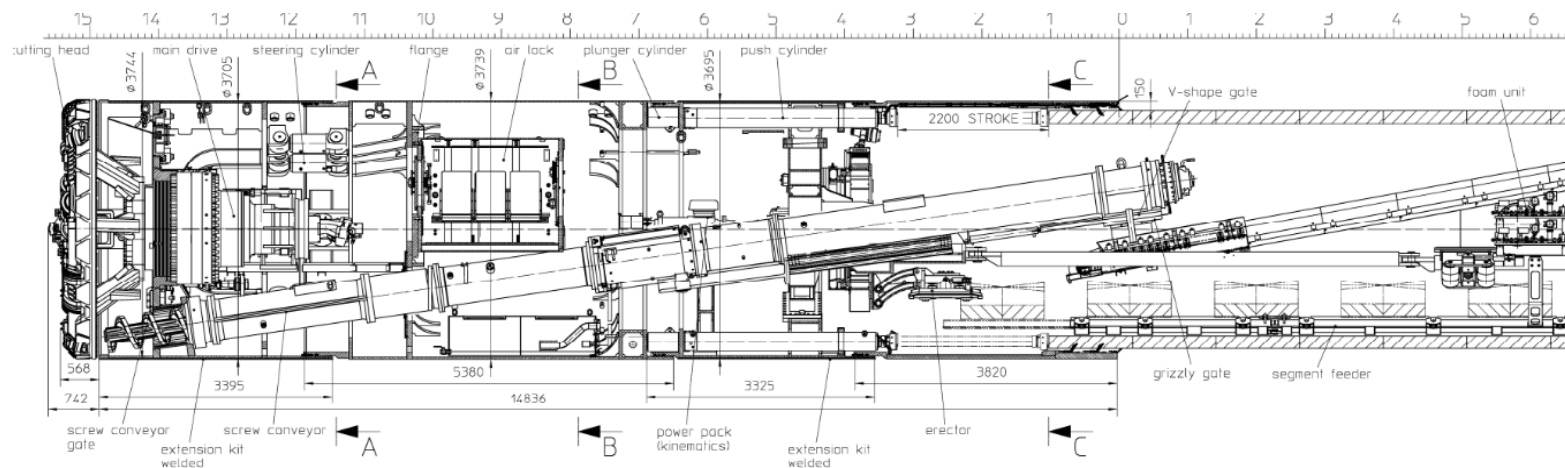 15 14 13 12 11 10 9 8 7 6 5 4 3 2 1 0 1 2 3 4 5 6
cutting head main drive steering cylinder flange air lock plunger cylinder push cylinder
ø3744
ø3705
A
ø3739
B
ø3695
C
150
V-shape gate
foam unit
2200 STROKE
568
3395
5380
3325
3820
grizzly gate
segment feeder
742
14836
screw conveyor
gate
extension kit
welded
screw conveyor
A
B
power pack
(kinematics)
extension kit
welded
erector
C